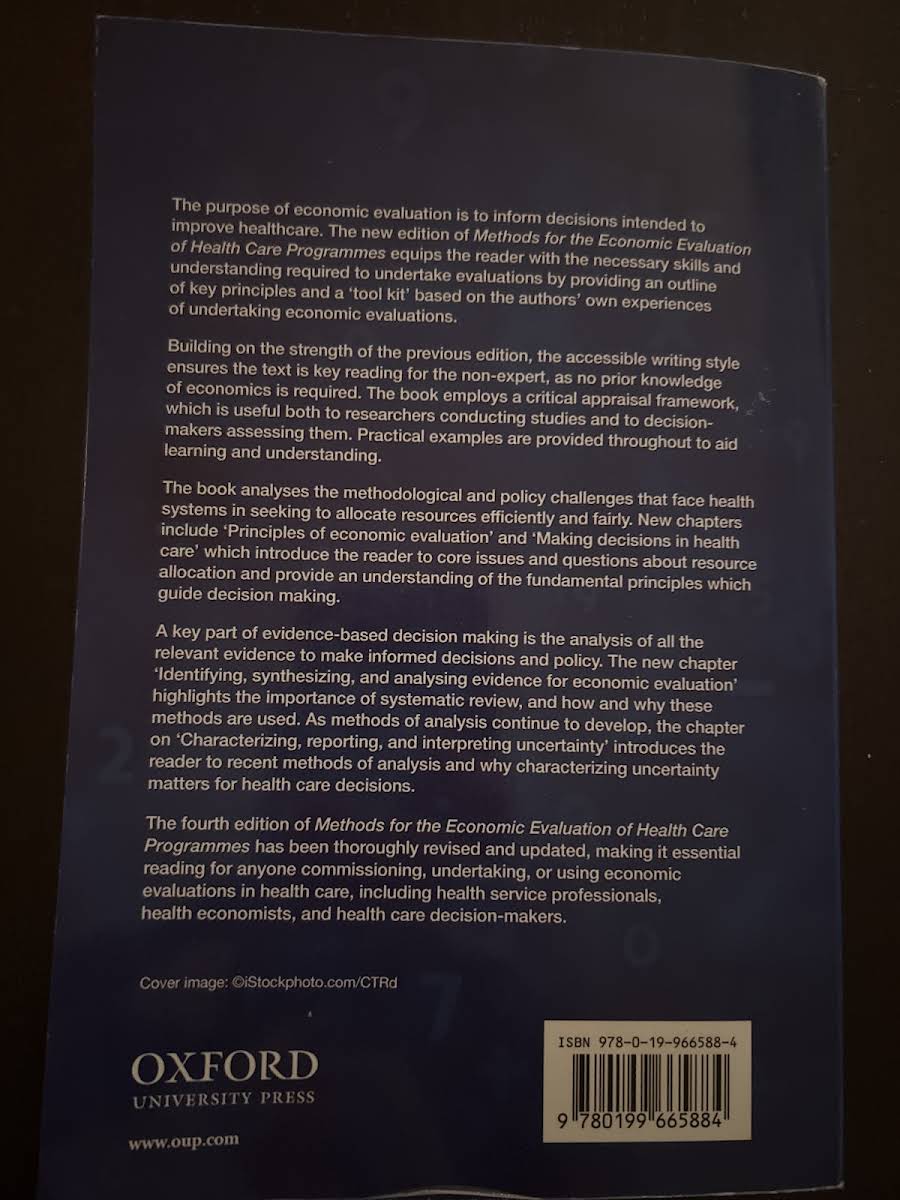 The purpose of economic evaluation is to inform decisions intended to
improve healthcare. The new edition of Methods for the Economic Evaluation
of Health Care Programmes equips the reader with the necessary skills and
understanding required to undertake evaluations by providing an outline
of key principles and a ‘tool kit’ based on the authors’ own experiences
of undertaking economic evaluations.
Building on the strength of the previous edition, the accessible writing style
ensures the text is key reading for the non-expert, as no prior knowledge
of economics is required. The book employs a critical appraisal framework,
which is useful both to researchers conducting studies and to decision-
makers assessing them. Practical examples are provided throughout to aid
learning and understanding.
The book analyses the methodological and policy challenges that face health
systems in seeking to allocate resources efficiently and fairly. New chapters
include ‘Principles of economic evaluation’ and ‘Making decisions in health
care’ which introduce the reader to core issues and questions about resource
allocation and provide an understanding of the fundamental principles which
guide decision making.
A key part of evidence-based decision making is the analysis of all the
relevant evidence to make informed decisions and policy. The new chapter
‘Identifying, synthesizing, and analysing evidence for economic evaluation’
highlights the importance of systematic review, and how and why these
methods are used. As methods of analysis continue to develop, the chapter
on ‘Characterizing, reporting, and interpreting uncertainty’ introduces the
reader to recent methods of analysis and why characterizing uncertainty
matters for health care decisions.
The fourth edition of Methods for the Economic Evaluation of Health Care
Programmes has been thoroughly revised and updated, making it essential
reading for anyone commissioning, undertaking, or using economic
evaluations in health care, including health service professionals,
health economists, and health care decision-makers.
Cover image: ©iStockphoto.com/CTRd
OXFORD
UNIVERSITY PRESS
www.oup.com
ISBN 978-0-19-966588-4
9 780199 665884